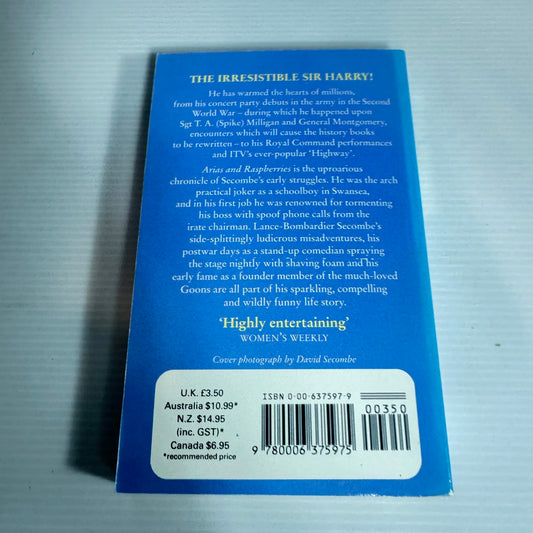 THE IRRESISTIBLE SIR HARRY!
He has warmed the hearts of millions,
from his concert party debuts in the army in the Second
World War – during which he happened upon
Sgt T. A. (Spike) Milligan and General Montgomery,
encounters which will cause the history books
to be rewritten – to his Royal Command performances
and ITV's ever-popular 'Highway'.
Arias and Raspberries is the uproarious
chronicle of Secombe's early struggles. He was the arch
practical joker as a schoolboy in Swansea,
and in his first job he was renowned for tormenting
his boss with spoof phone calls from the
irate chairman. Lance-Bombardier Secombe's
side-splittingly ludicrous misadventures, his
postwar days as a stand-up comedian spraying
the stage nightly with shaving foam and his
early fame as a founder member of the much-loved
Goons are all part of his sparkling, compelling
and wildly funny life story.
'Highly entertaining'
WOMEN'S WEEKLY
Cover photograph by David Secombe
U.K. £3.50
Australia $10.99*
N.Z. $14.95
(inc. GST)*
Canada $6.95
*recommended price
ISBN 0-00-637597-9
00350
9 780006 375975